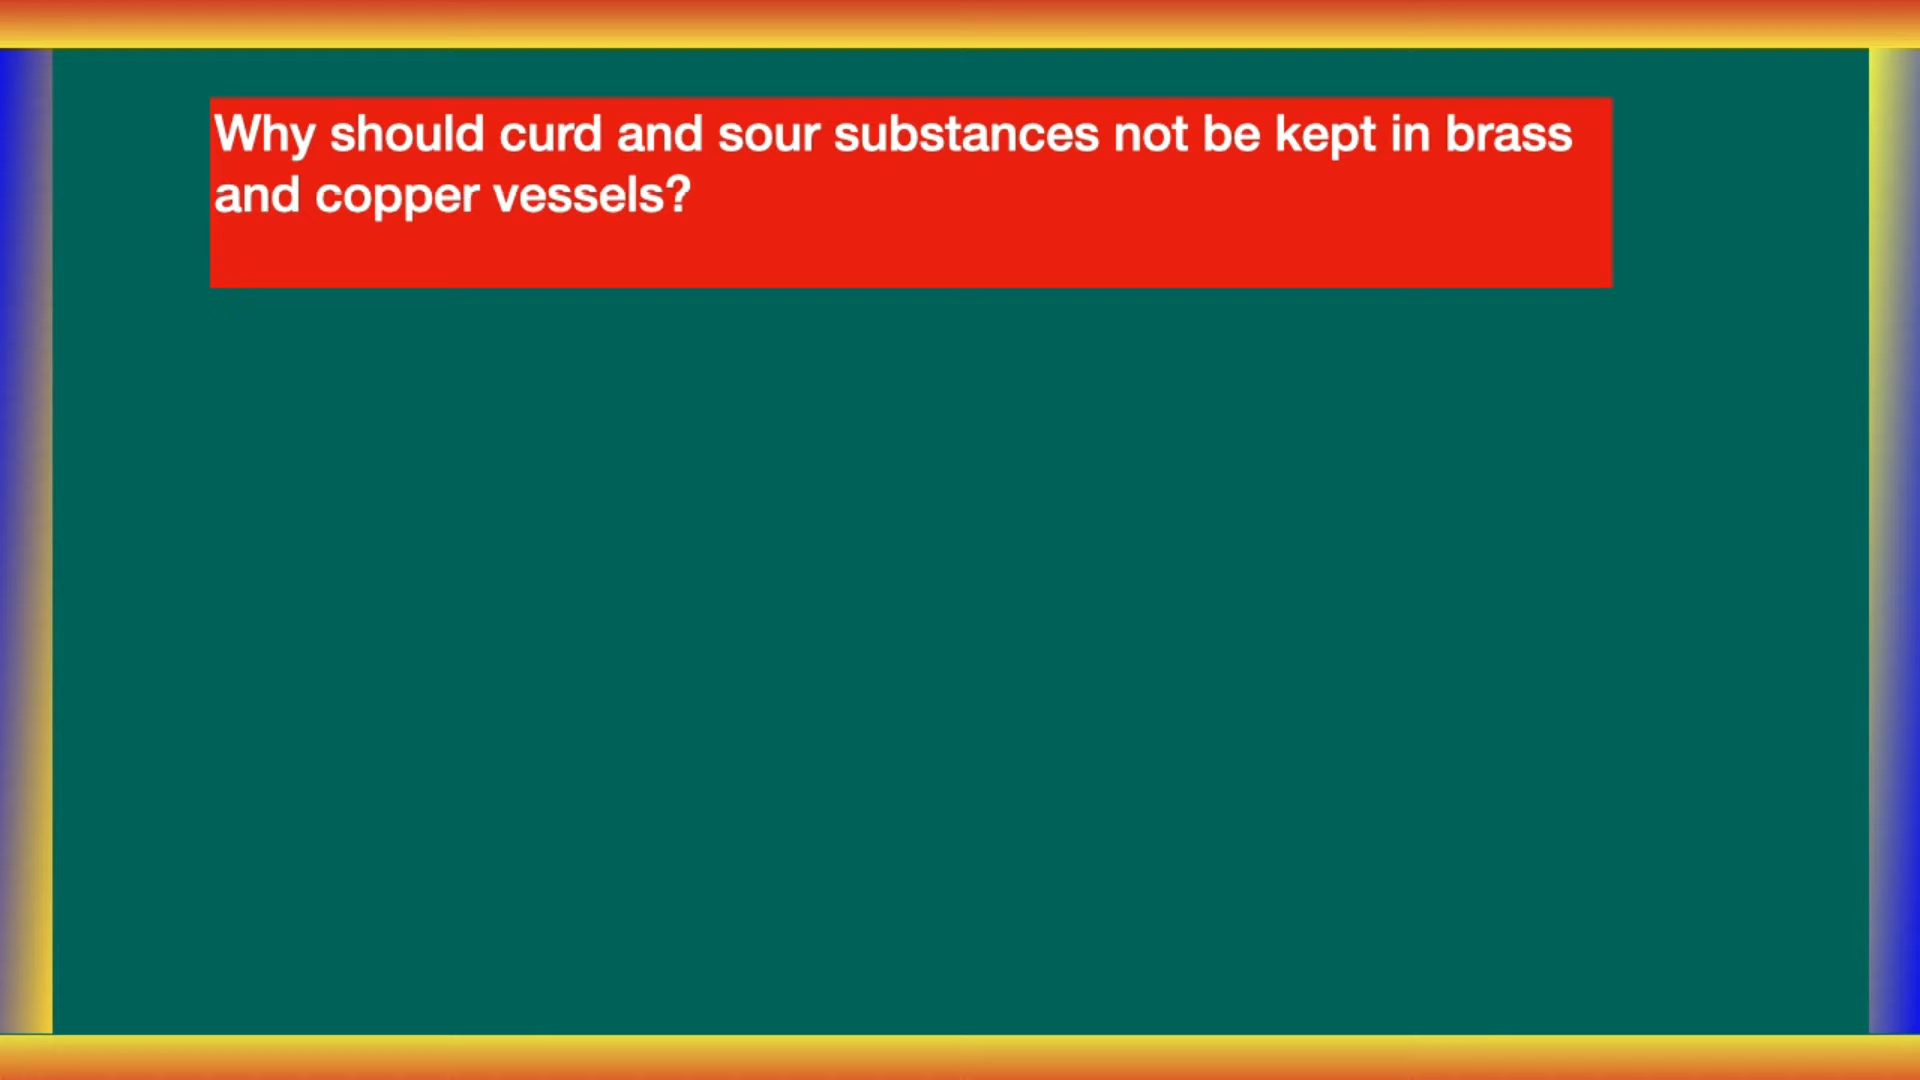 Why should curd and sour substances not be kept in brass
and copper vessels?